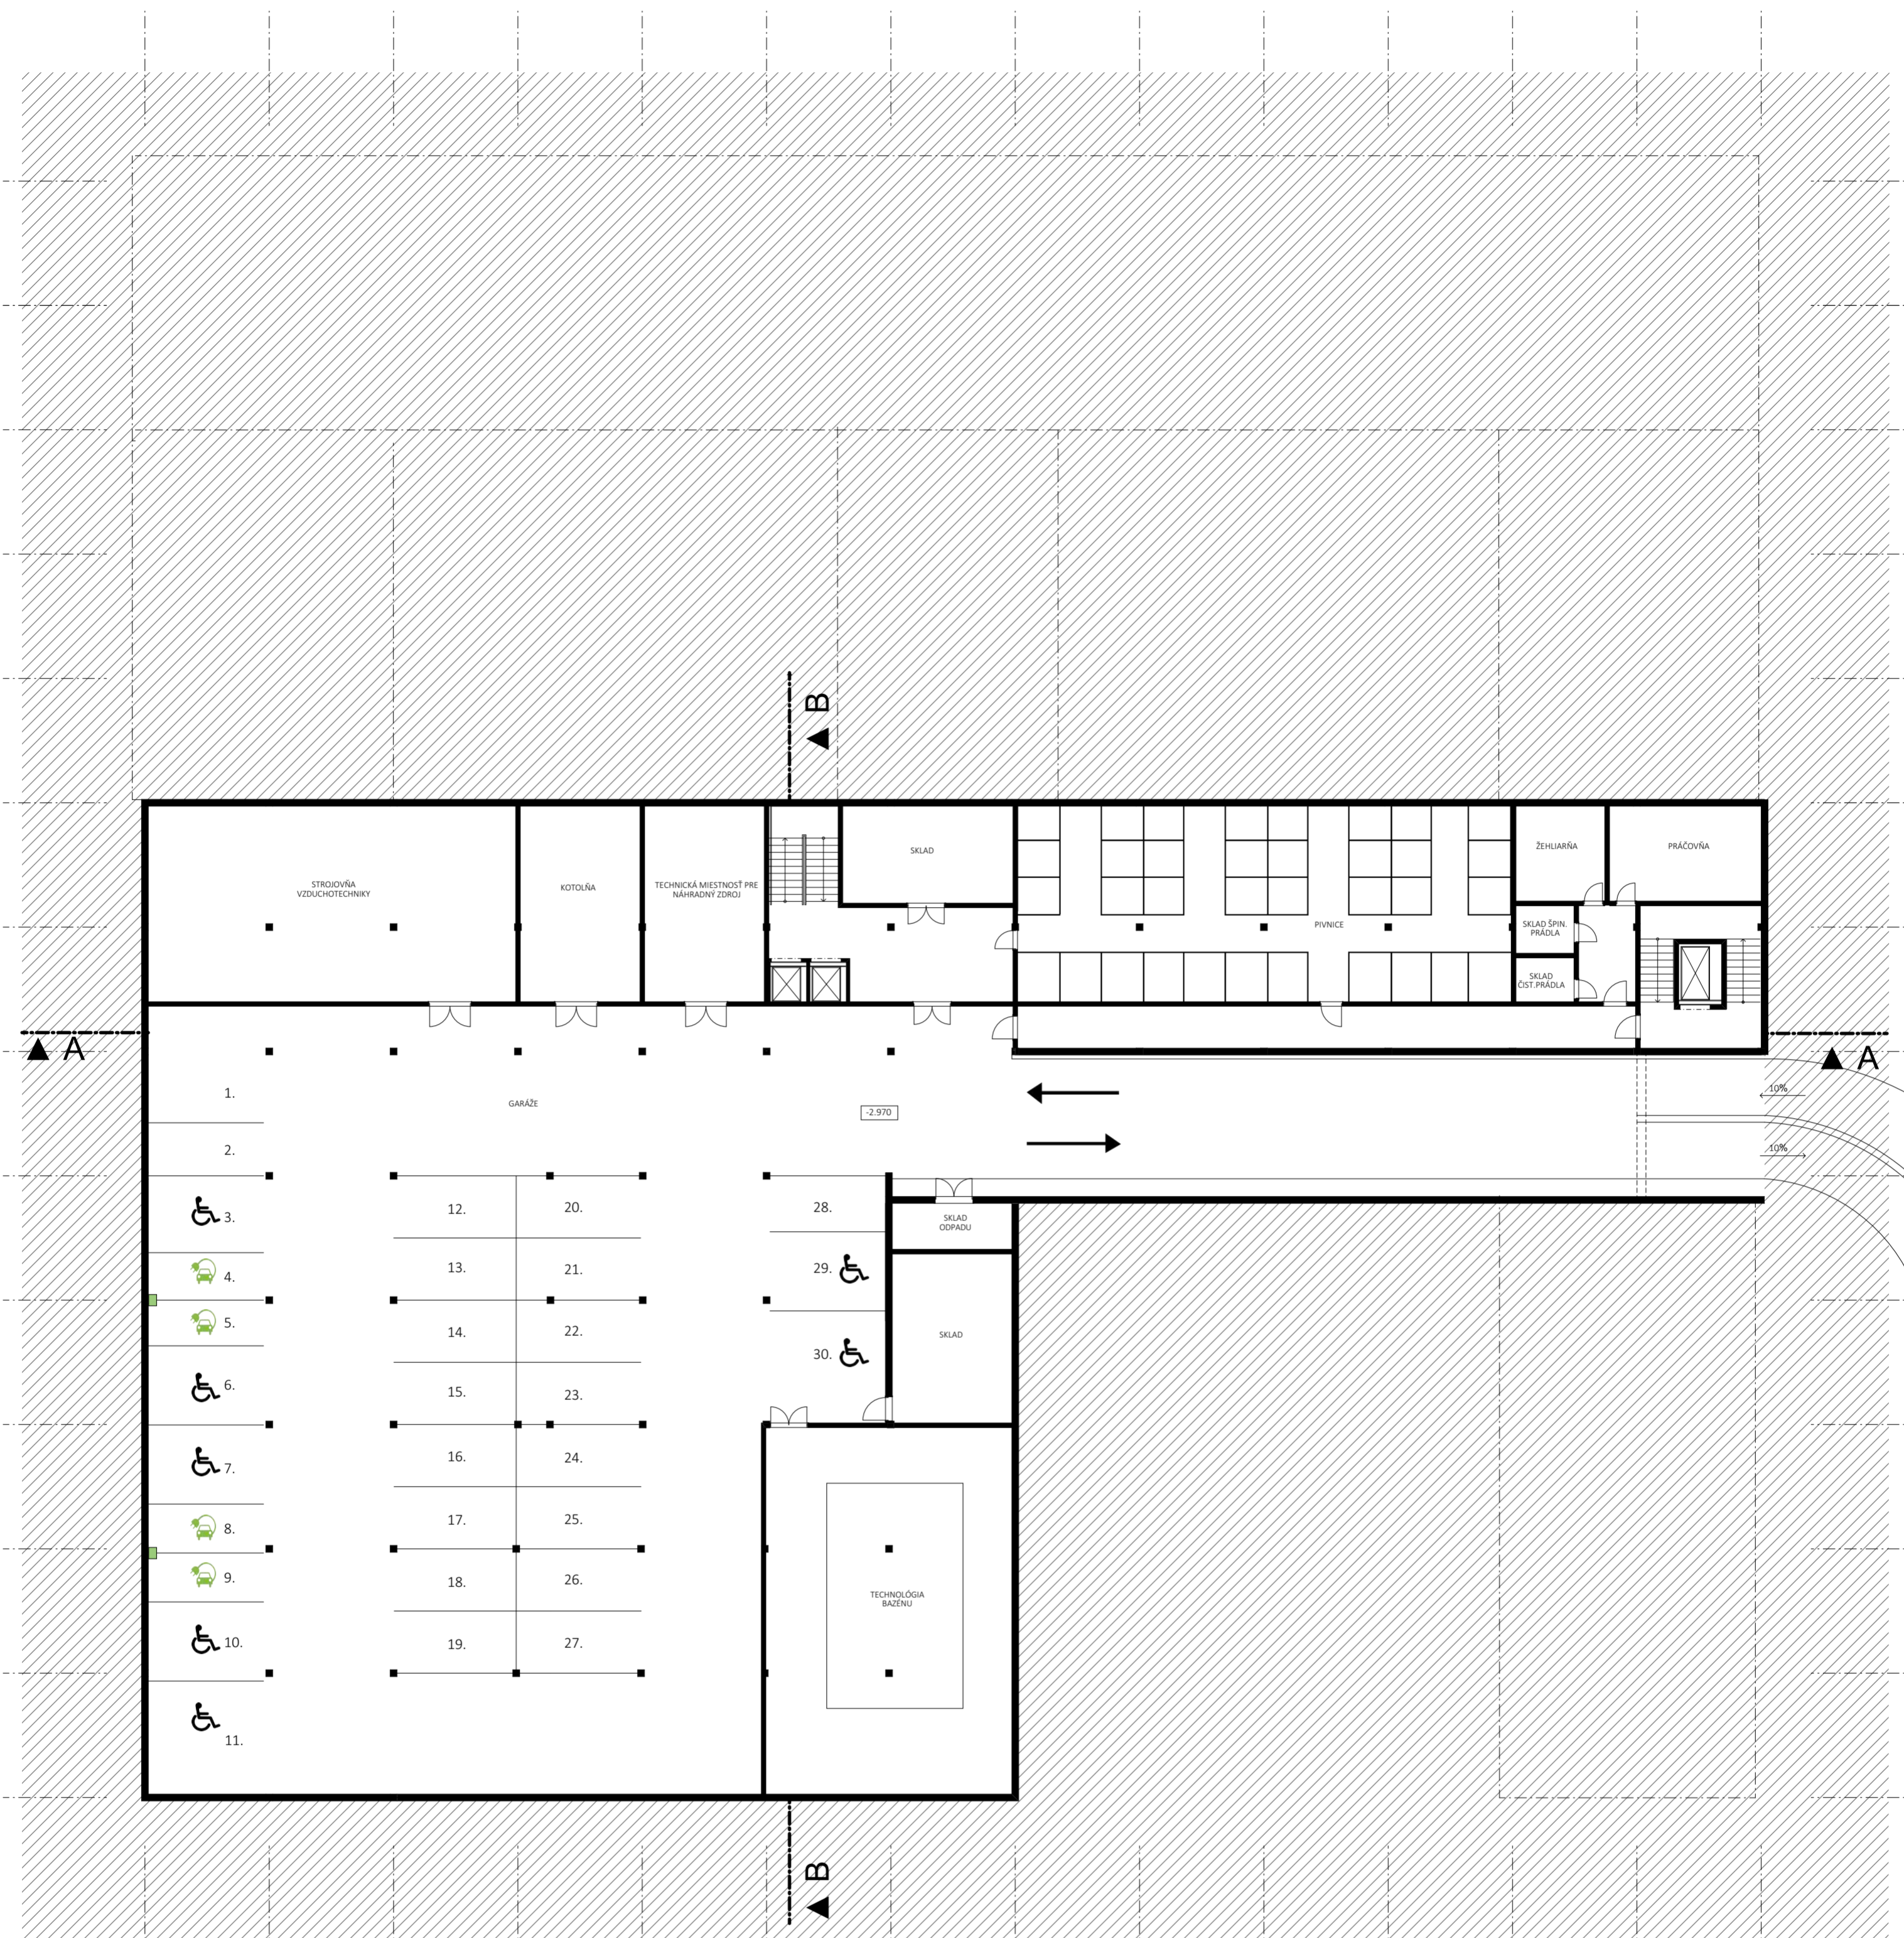 B
SKLAD
ŽEHLIARŇA
PRÁČOVŇA
STROJOVŇA
VZDUCHOTECHNIKY
KOTOLŇA
TECHNICKÁ MIESTNOSŤ PRE
NÁHRADNÝ ZDROJ
PIVNICE
SKLAD ŠPIN.
PRÁDLA
SKLAD
ČIST.PRÁDLA
A
A
1.
GARÁŽE
-2.970
10%
2.
10%
3.
12.
20.
28.
SKLAD
ODPADU
4.
13.
21.
29.
5.
14.
22.
SKLAD
6.
15.
23.
30.
7.
16.
24.
8.
17.
25.
9.
18.
26.
TECHNOLÓGIA
BAZÉNU
10.
19.
27.
11.
B